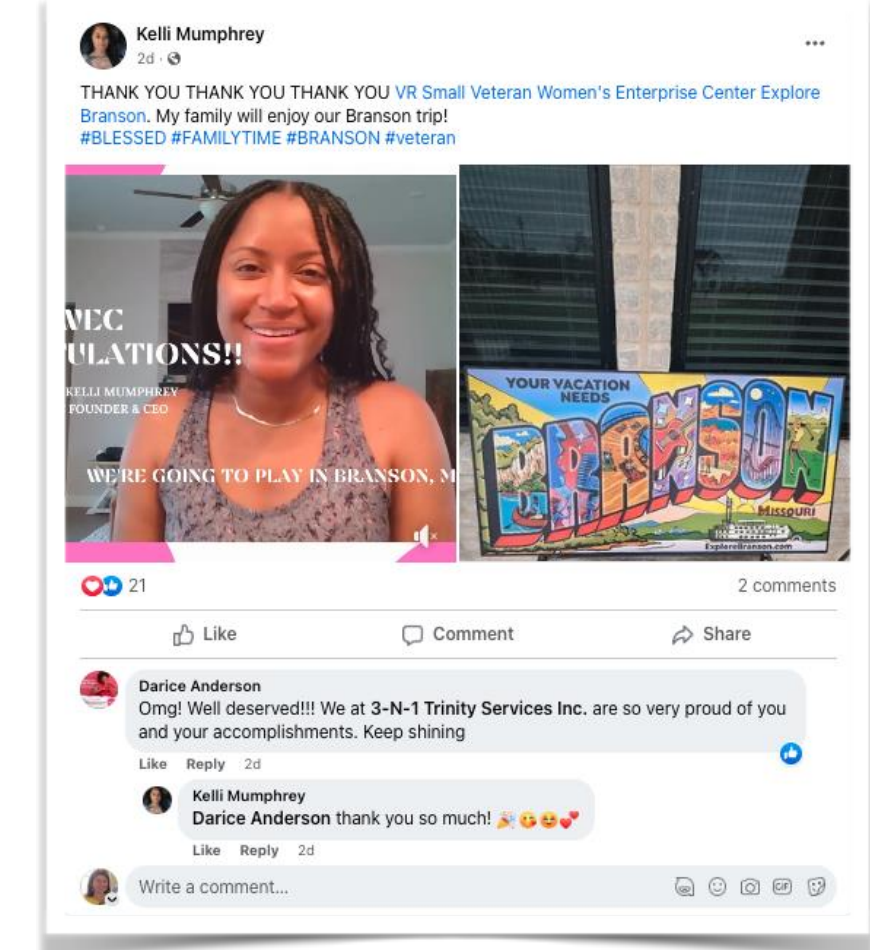 Kelli Mumphrey
2d
THANK YOU THANK YOU THANK YOU VR Small Veteran Women's Enterprise Center Explore
Branson. My family will enjoy our Branson trip!
#BLESSED #FAMILYTIME #BRANSON #veteran
VEC
ULATIONS!!
KELLI MUMPHREY
FOUNDER & CEO
WE'RE GOING TO PLAY IN BRANSON, M
YOUR VACATION
NEEDS
BRANSON
MISSOURI
ExploreBranson.com
21
2 comments
Like
Comment
Share
Darice Anderson
Omg! Well deserved!!! We at 3-N-1 Trinity Services Inc. are so very proud of you
and your accomplishments. Keep shining
Like Reply 2d
Kelli Mumphrey
Darice Anderson thank you so much! 🎉😋😆💕
Like Reply 2d
Write a comment...
GIF